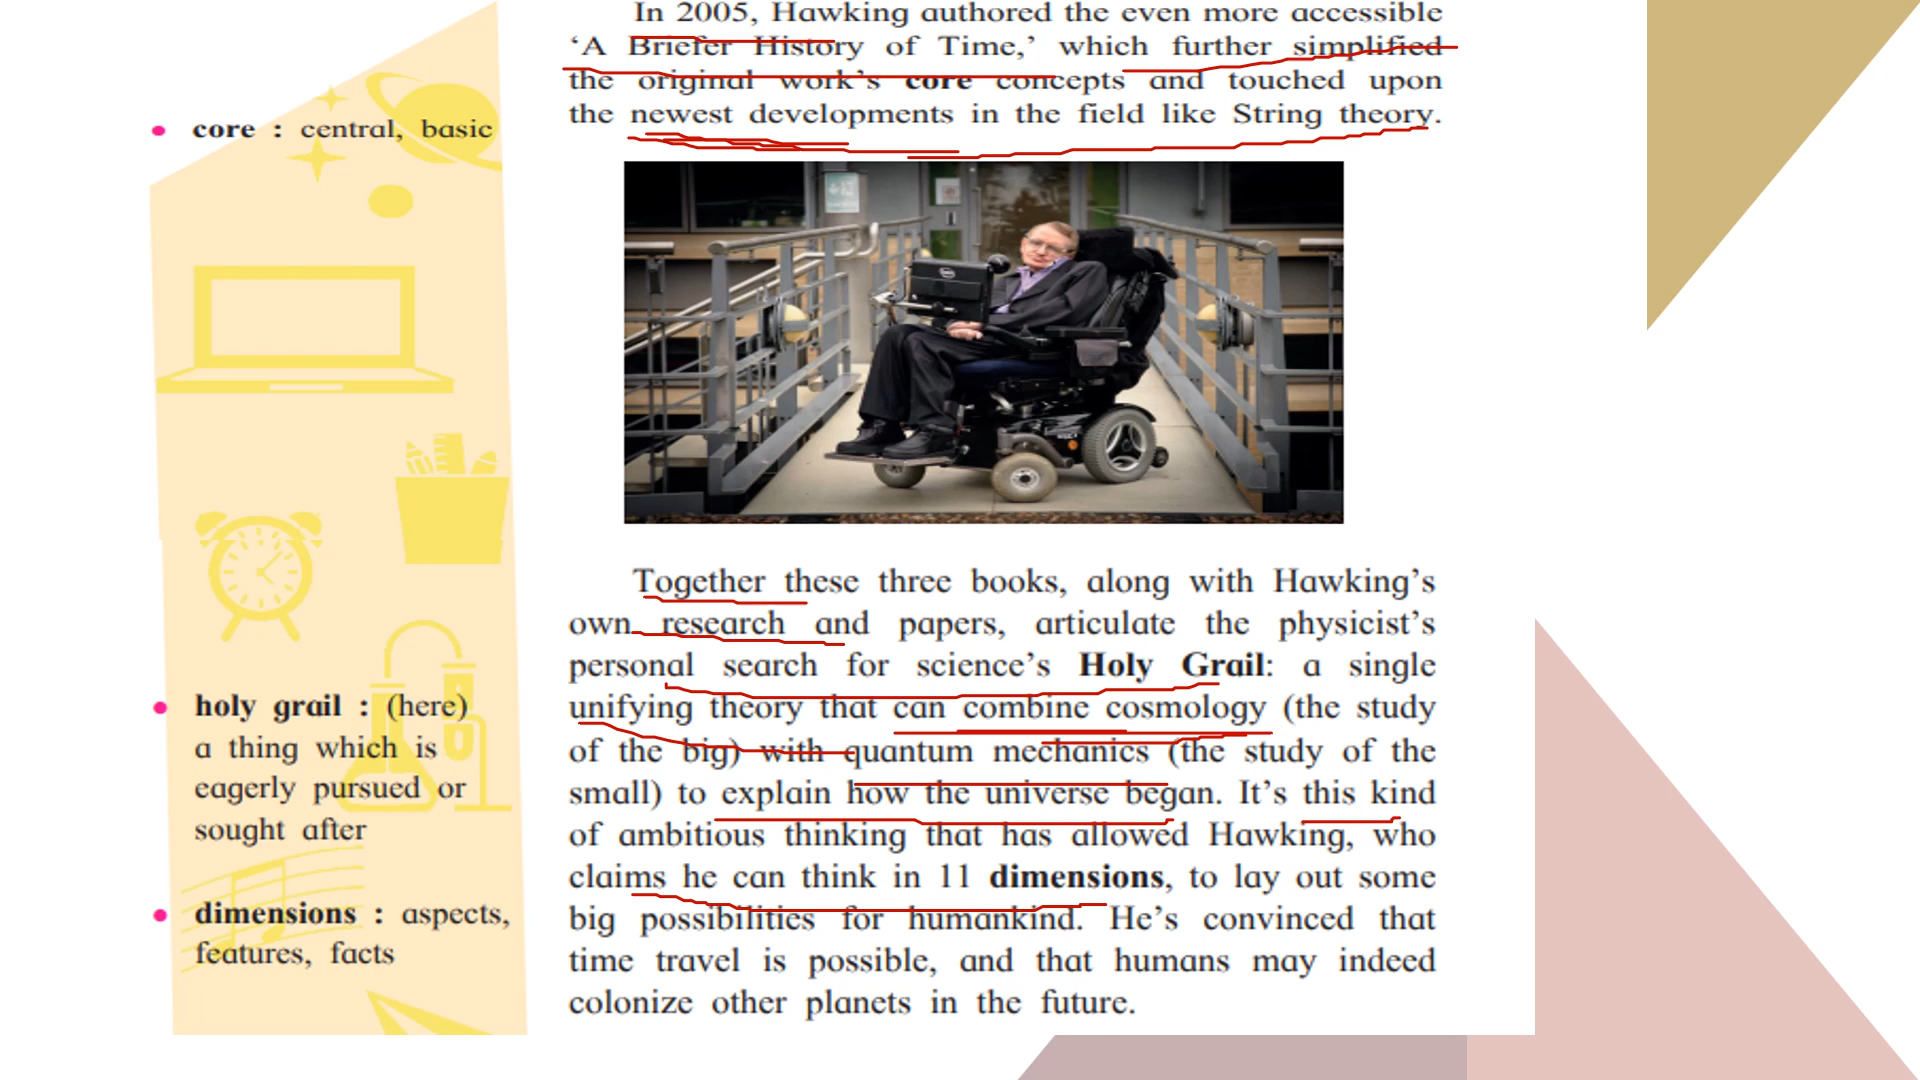 In 2005, Hawking authored the even more accessible
‘A Briefer History of Time,’ which further simplified
the original work’s core concepts and touched upon
the newest developments in the field like String theory.
• core : central, basic
Together these three books, along with Hawking’s
own research and papers, articulate the physicist’s
personal search for science’s Holy Grail: a single
unifying theory that can combine cosmology (the study
of the big) with quantum mechanics (the study of the
small) to explain how the universe began. It’s this kind
of ambitious thinking that has allowed Hawking, who
claims he can think in 11 dimensions, to lay out some
big possibilities for humankind. He’s convinced that
time travel is possible, and that humans may indeed
colonize other planets in the future.
• holy grail : (here)
a thing which is
eagerly pursued or
sought after
• dimensions : aspects,
features, facts